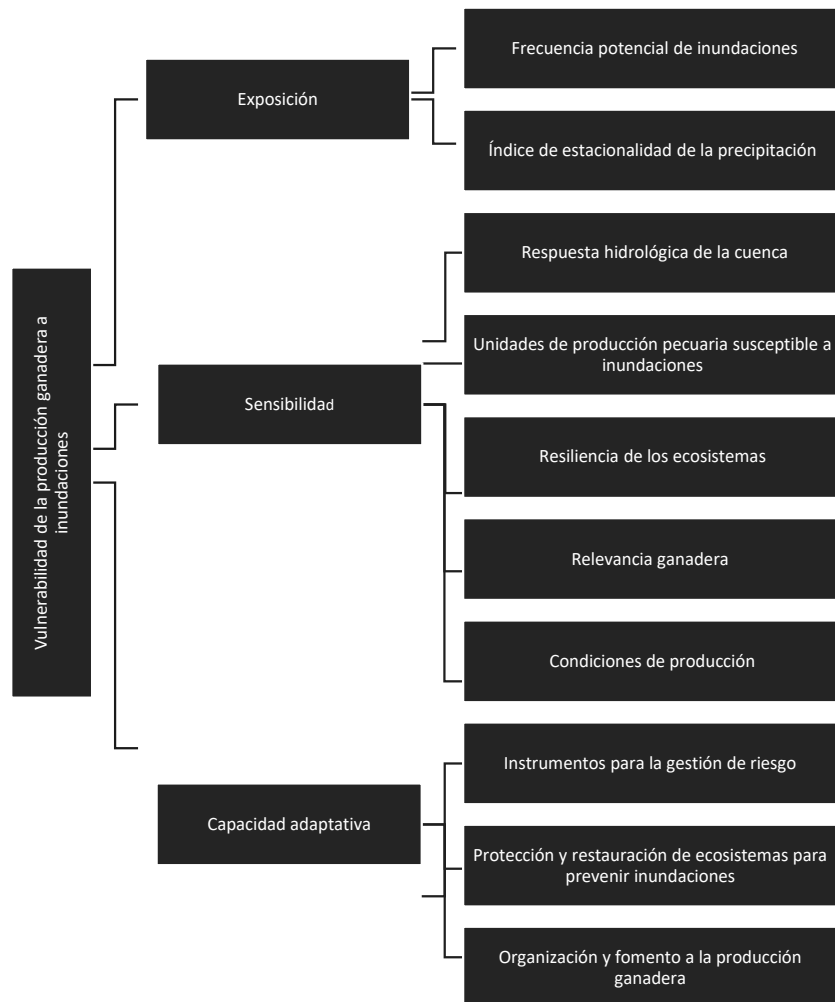 Vulnerabilidad de la producción ganadera a
inundaciones
Exposición
Frecuencia potencial de inundaciones
Índice de estacionalidad de la precipitación
Sensibilidad
Respuesta hidrológica de la cuenca
Unidades de producción pecuaria susceptible a
inundaciones
Resiliencia de los ecosistemas
Relevancia ganadera
Condiciones de producción
Capacidad adaptativa
Instrumentos para la gestión de riesgo
Protección y restauración de ecosistemas para
prevenir inundaciones
Organización y fomento a la producción
ganadera